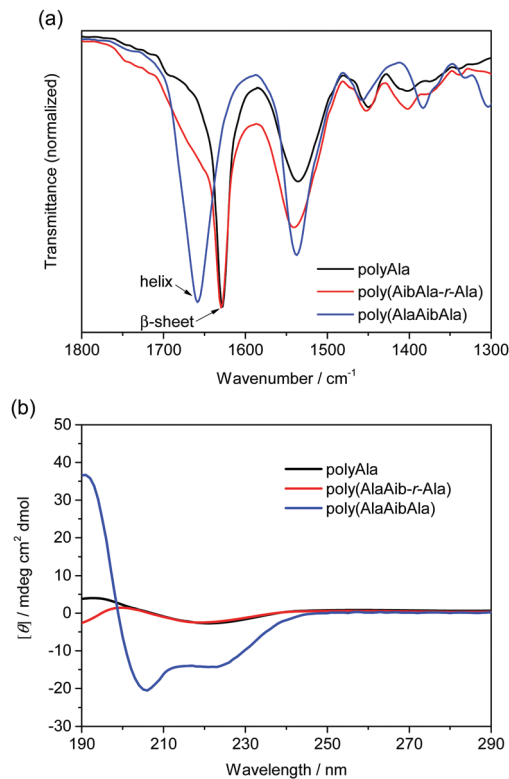 (a)
Transmittance (normalized)
helix
β-sheet
polyAla
poly(AibAla-r-Ala)
poly(AlaAibAla)
1800 1700 1600 1500 1400 1300
Wavenumber / cm-1
(b)
[θ] / mdeg cm2 dmol
50
40
30
20
10
0
-10
-20
-30
polyAla
poly(AlaAib-r-Ala)
poly(AlaAibAla)
190 210 230 250 270 290
Wavelength / nm